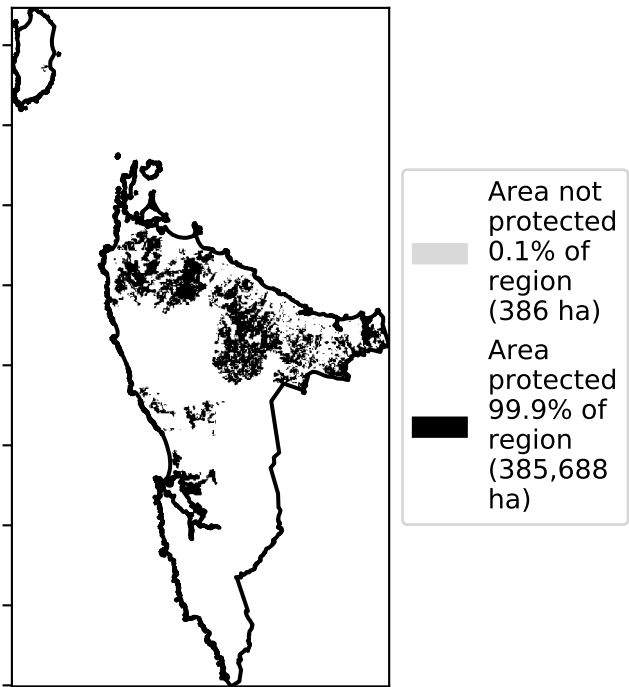 Area not
protected
0.1% of
region
(386 ha)
Area
protected
99.9% of
region
(385,688
ha)